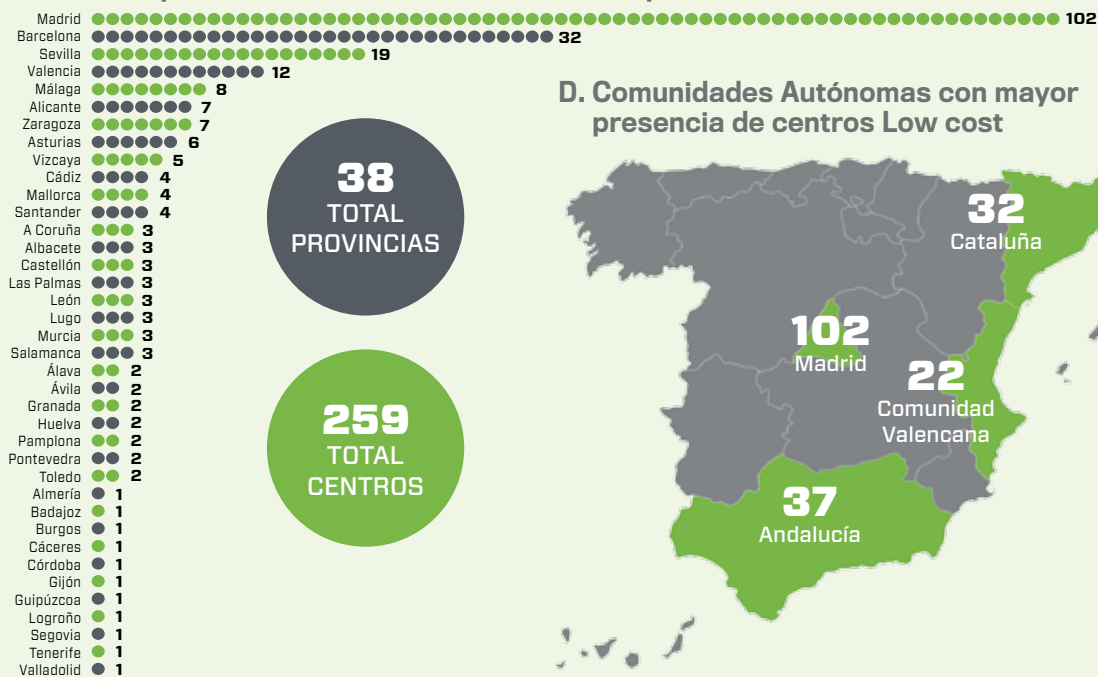 Madrid 102
Barcelona 32
Sevilla 19
Valencia 12
Málaga 8
Alicante 7
Zaragoza 7
Asturias 6
Vizcaya 5
Cádiz 4
Mallorca 4
Santander 4
A Coruña 3
Albacete 3
Castellón 3
Las Palmas 3
León 3
Lugo 3
Murcia 3
Salamanca 3
Álava 2
Ávila 2
Granada 2
Huelva 2
Pamplona 2
Pontevedra 2
Toledo 2
Almería 1
Badajoz 1
Burgos 1
Cáceres 1
Córdoba 1
Gijón 1
Guipúzcoa 1
Logroño 1
Segovia 1
Tenerife 1
Valladolid 1
38
TOTAL
PROVINCIAS
259
TOTAL
CENTROS
D. Comunidades Autónomas con mayor
presencia de centros Low cost
32
Cataluña
102
Madrid
22
Comunidad
Valencana
37
Andalucía